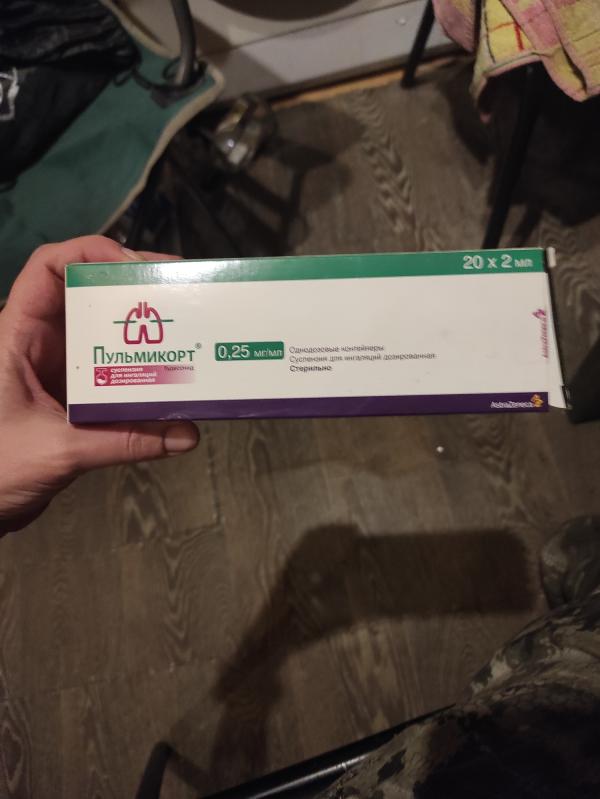 20 x 2 мл
Пульмикорт®
будесонид
суспензия
для ингаляций
дозированная
0,25 мг/мл
Однодозовые контейнеры
Суспензия для ингаляций дозированная
Стерильно
AstraZeneca